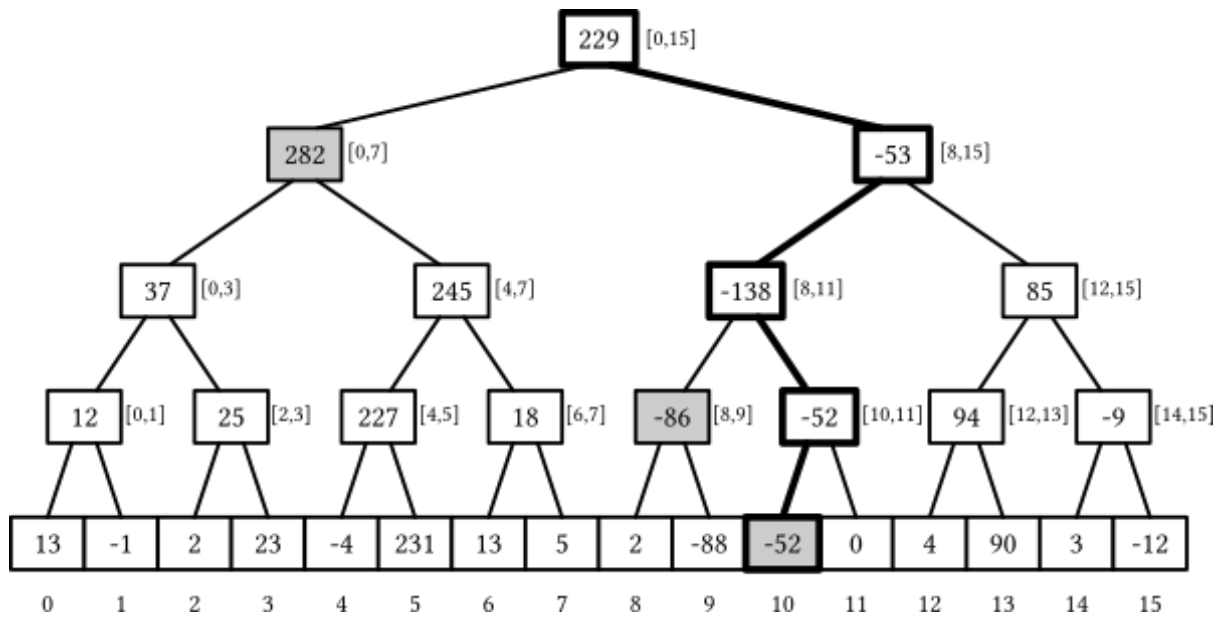 229 [0,15]
282 [0,7] -53 [8,15]
37 [0,3] 245 [4,7] -138 [8,11] 85 [12,15]
12 [0,1] 25 [2,3] 227 [4,5] 18 [6,7] -86 [8,9] -52 [10,11] 94 [12,13] -9 [14,15]
13 -1 2 23 -4 231 13 5 2 -88 -52 0 4 90 3 -12
0 1 2 3 4 5 6 7 8 9 10 11 12 13 14 15